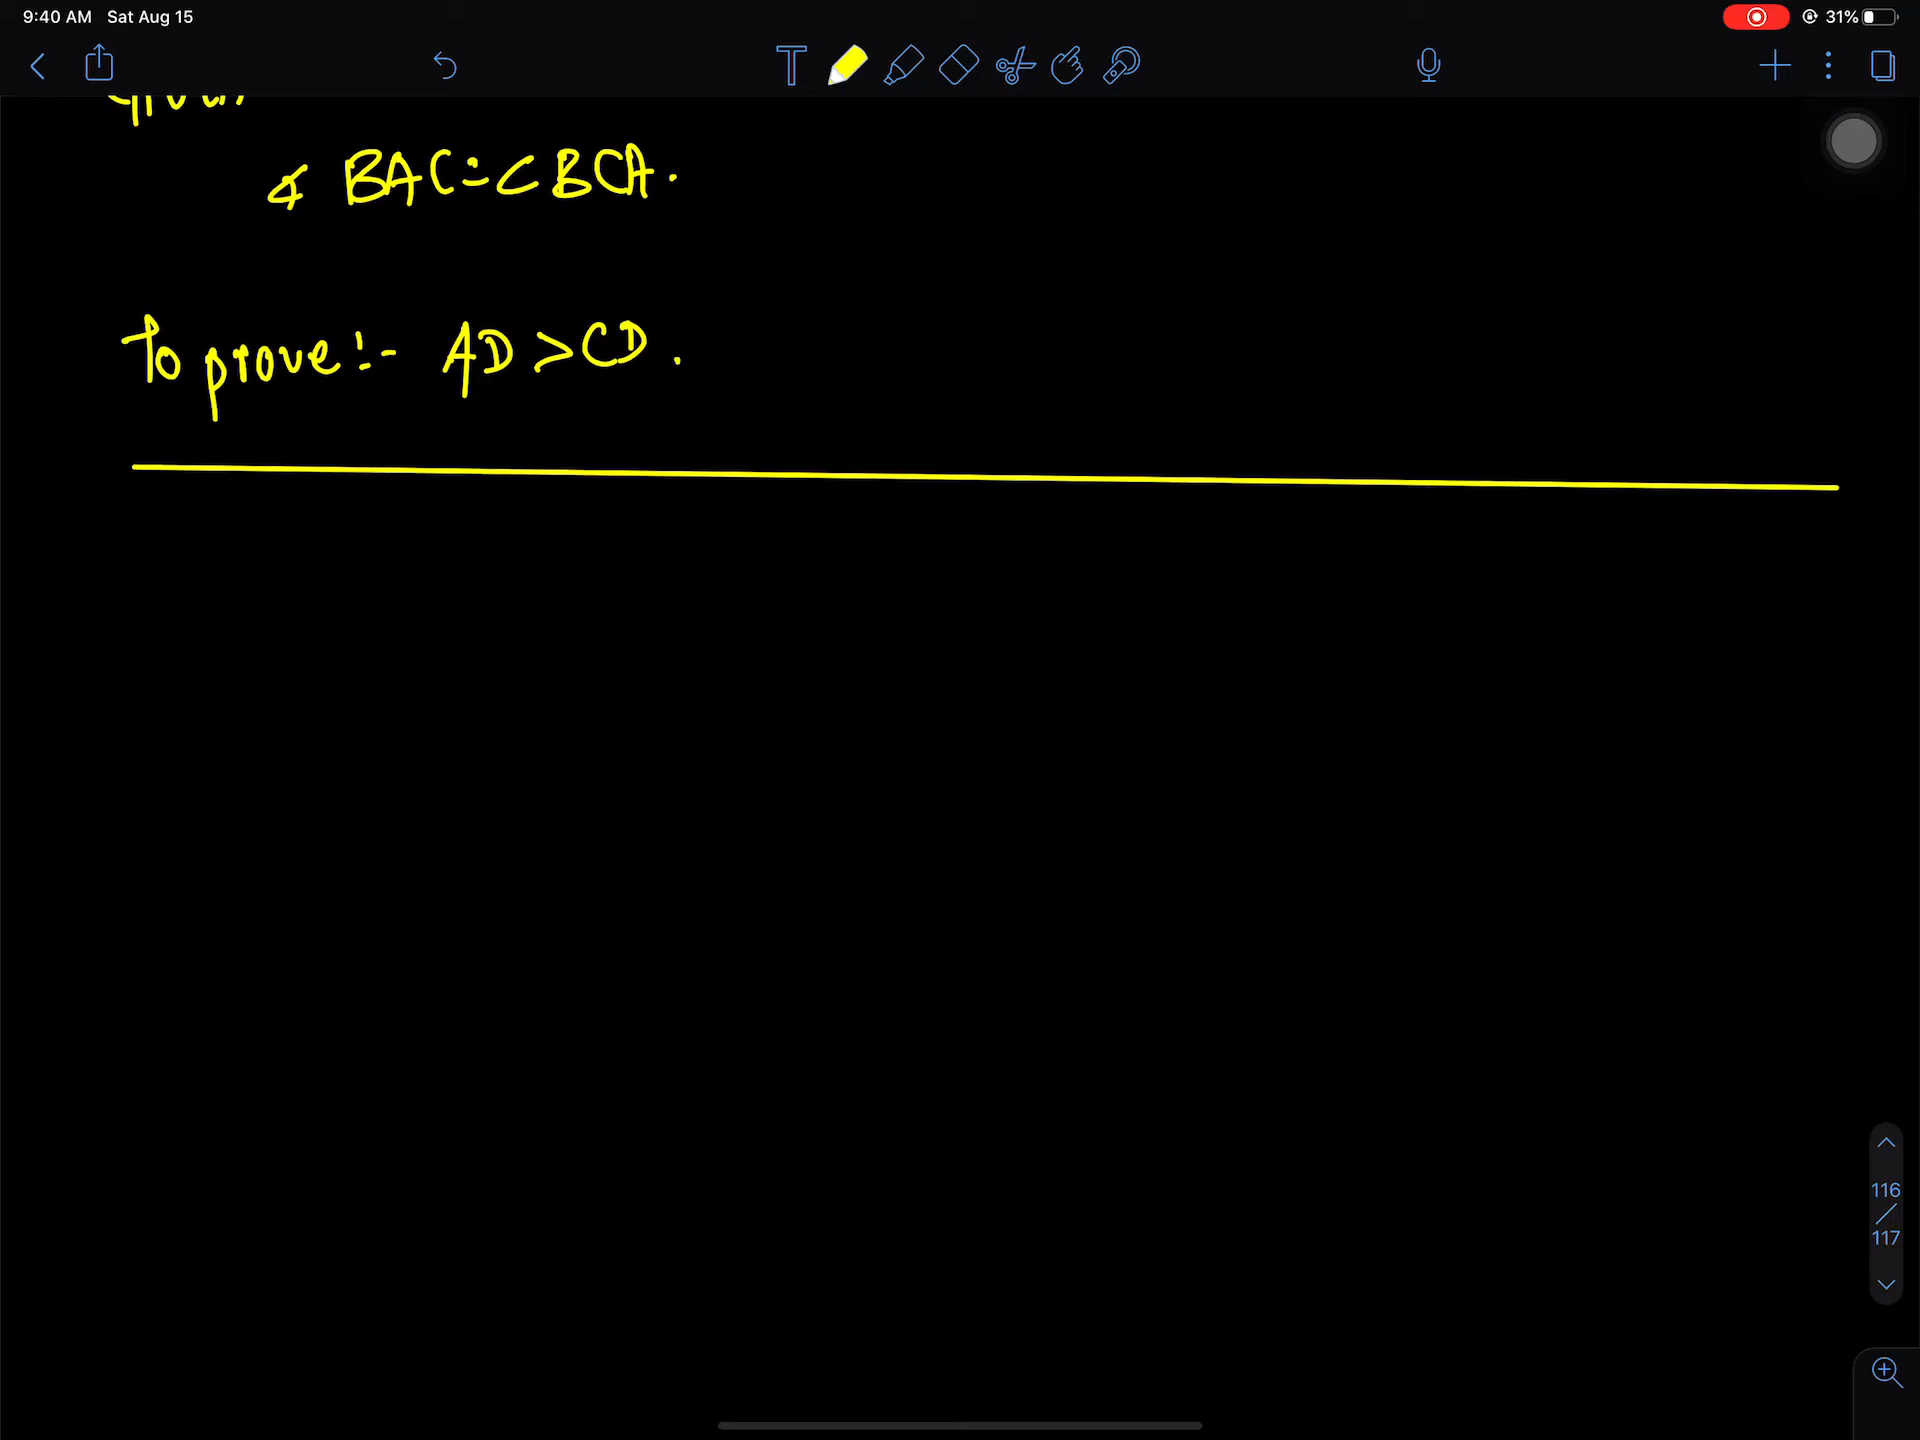 9:40 AM Sat Aug 15
31%
∠ BAC = ∠ BCA.
To prove :- AD > CD.
116
117